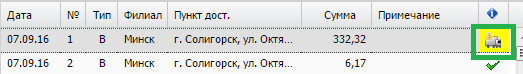 Дата № Тип Филиал Пункт дост. Сумма Примечание
07.09.16 1 В Минск г. Солигорск, ул. Октя... 332,32
07.09.16 2 В Минск г. Солигорск, ул. Октя... 6,17